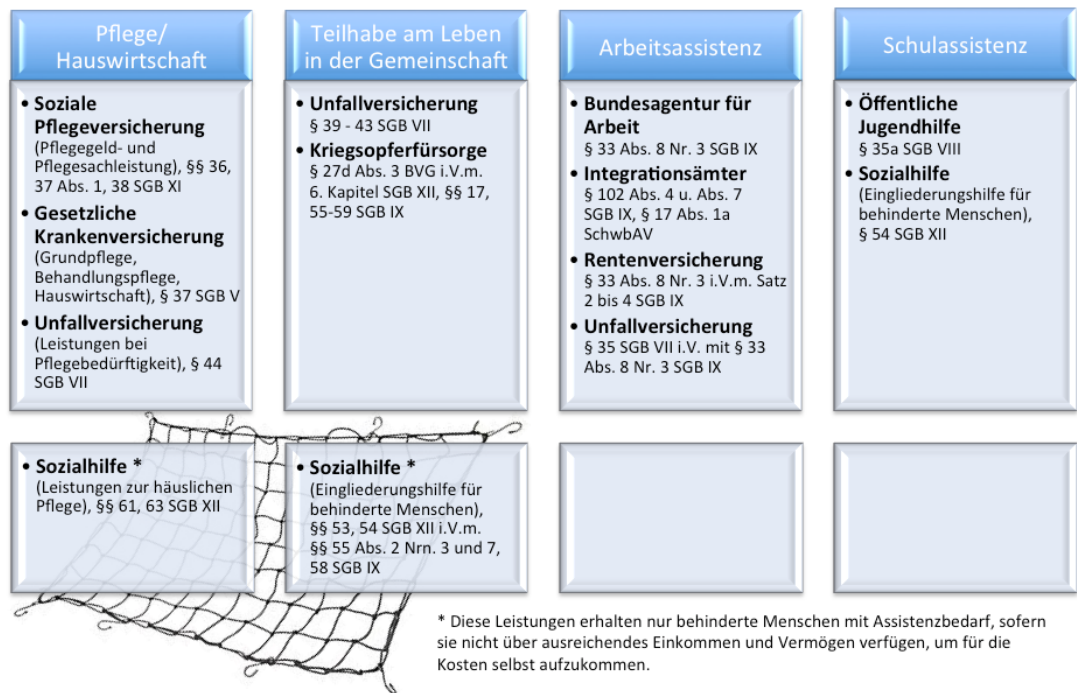 Pflege/
Hauswirtschaft
• Soziale
Pflegeversicherung
(Pflegegeld- und
Pflegesachleistung), §§ 36,
37 Abs. 1, 38 SGB XI
• Gesetzliche
Krankenversicherung
(Grundpflege,
Behandlungspflege,
Hauswirtschaft), § 37 SGB V
• Unfallversicherung
(Leistungen bei
Pflegebedürftigkeit), § 44
SGB VII
Teilhabe am Leben
in der Gemeinschaft
• Unfallversicherung
§ 39 - 43 SGB VII
• Kriegsopferfürsorge
§ 27d Abs. 3 BVG i.V.m.
6. Kapitel SGB XII, §§ 17,
55-59 SGB IX
Arbeitsassistenz
• Bundesagentur für
Arbeit
§ 33 Abs. 8 Nr. 3 SGB IX
• Integrationsämter
§ 102 Abs. 4 u. Abs. 7
SGB IX, § 17 Abs. 1a
SchwbAV
• Rentenversicherung
§ 33 Abs. 8 Nr. 3 i.V.m. Satz
2 bis 4 SGB IX
• Unfallversicherung
§ 35 SGB VII i.V. mit § 33
Abs. 8 Nr. 3 SGB IX
Schulassistenz
• Öffentliche
Jugendhilfe
§ 35a SGB VIII
• Sozialhilfe
(Eingliederungshilfe für
behinderte Menschen),
§ 54 SGB XII
• Sozialhilfe *
(Leistungen zur häuslichen
Pflege), §§ 61, 63 SGB XII
• Sozialhilfe *
(Eingliederungshilfe für
behinderte Menschen),
§§ 53, 54 SGB XII i.V.m.
§§ 55 Abs. 2 Nrn. 3 und 7,
58 SGB IX
* Diese Leistungen erhalten nur behinderte Menschen mit Assistenzbedarf, sofern
sie nicht über ausreichendes Einkommen und Vermögen verfügen, um für die
Kosten selbst aufzukommen.